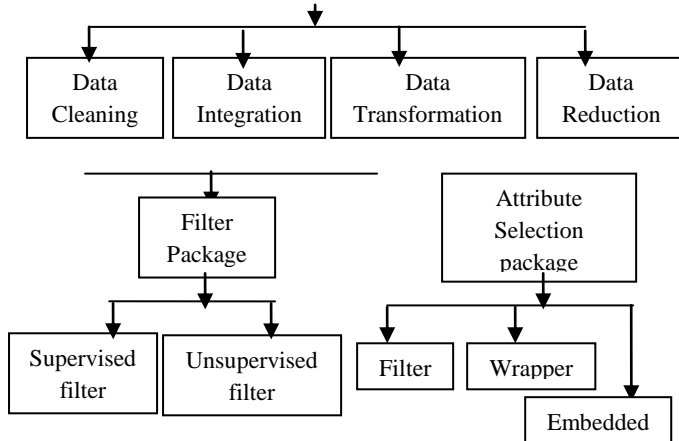 Data
Cleaning
Data
Integration
Data
Transformation
Data
Reduction
Filter
Package
Attribute
Selection
package
Supervised
filter
Unsupervised
filter
Filter
Wrapper
Embedded